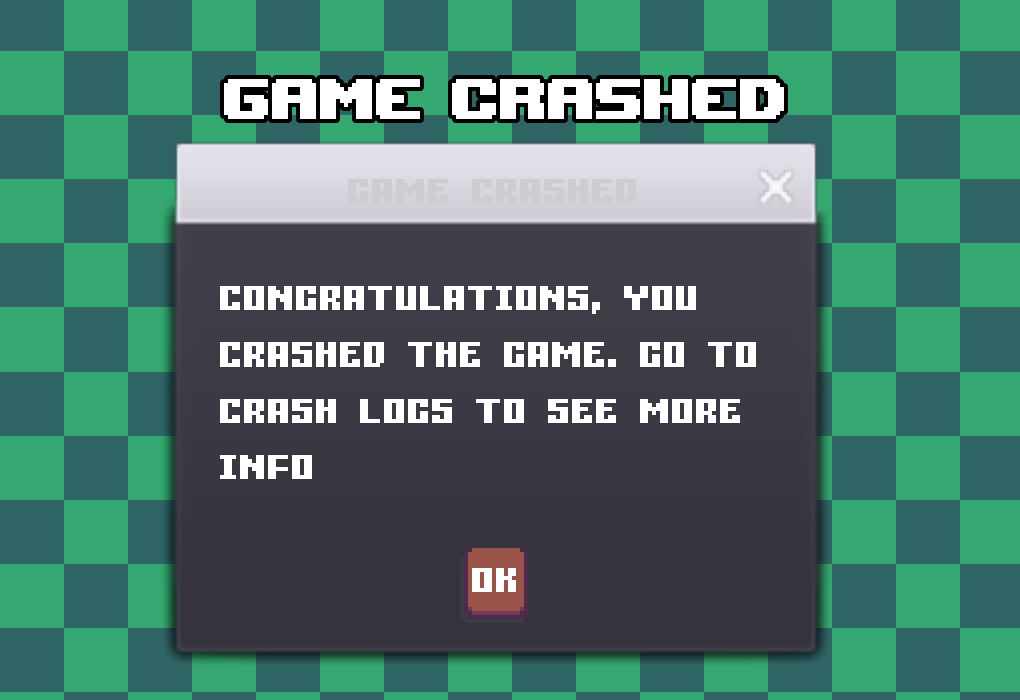 GAME CRASHED
GAME CRASHED
CONGRATULATIONS, YOU
CRASHED THE GAME. GO TO
CRASH LOGS TO SEE MORE
INFO
OK